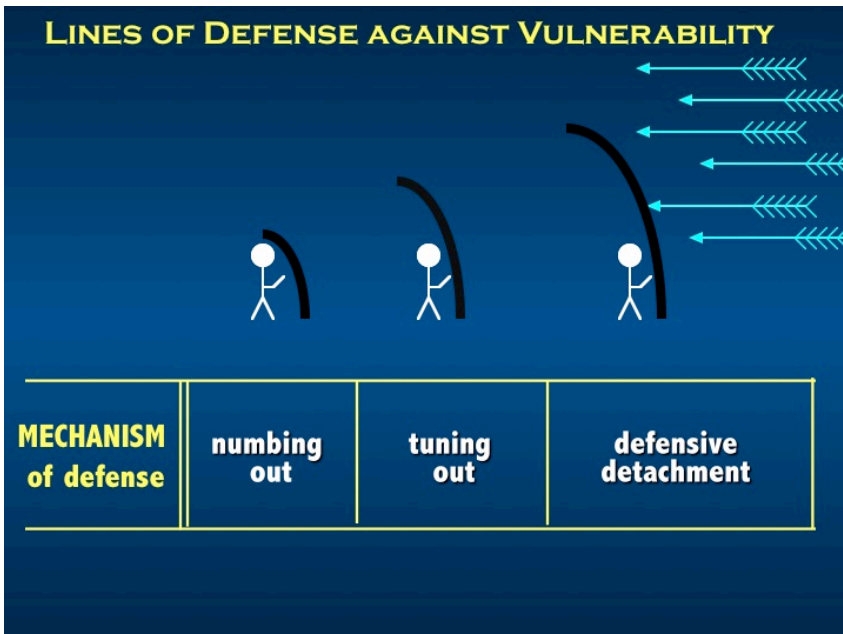 LINES OF DEFENSE AGAINST VULNERABILITY
MECHANISM
of defense
numbing
out
tuning
out
defensive
detachment